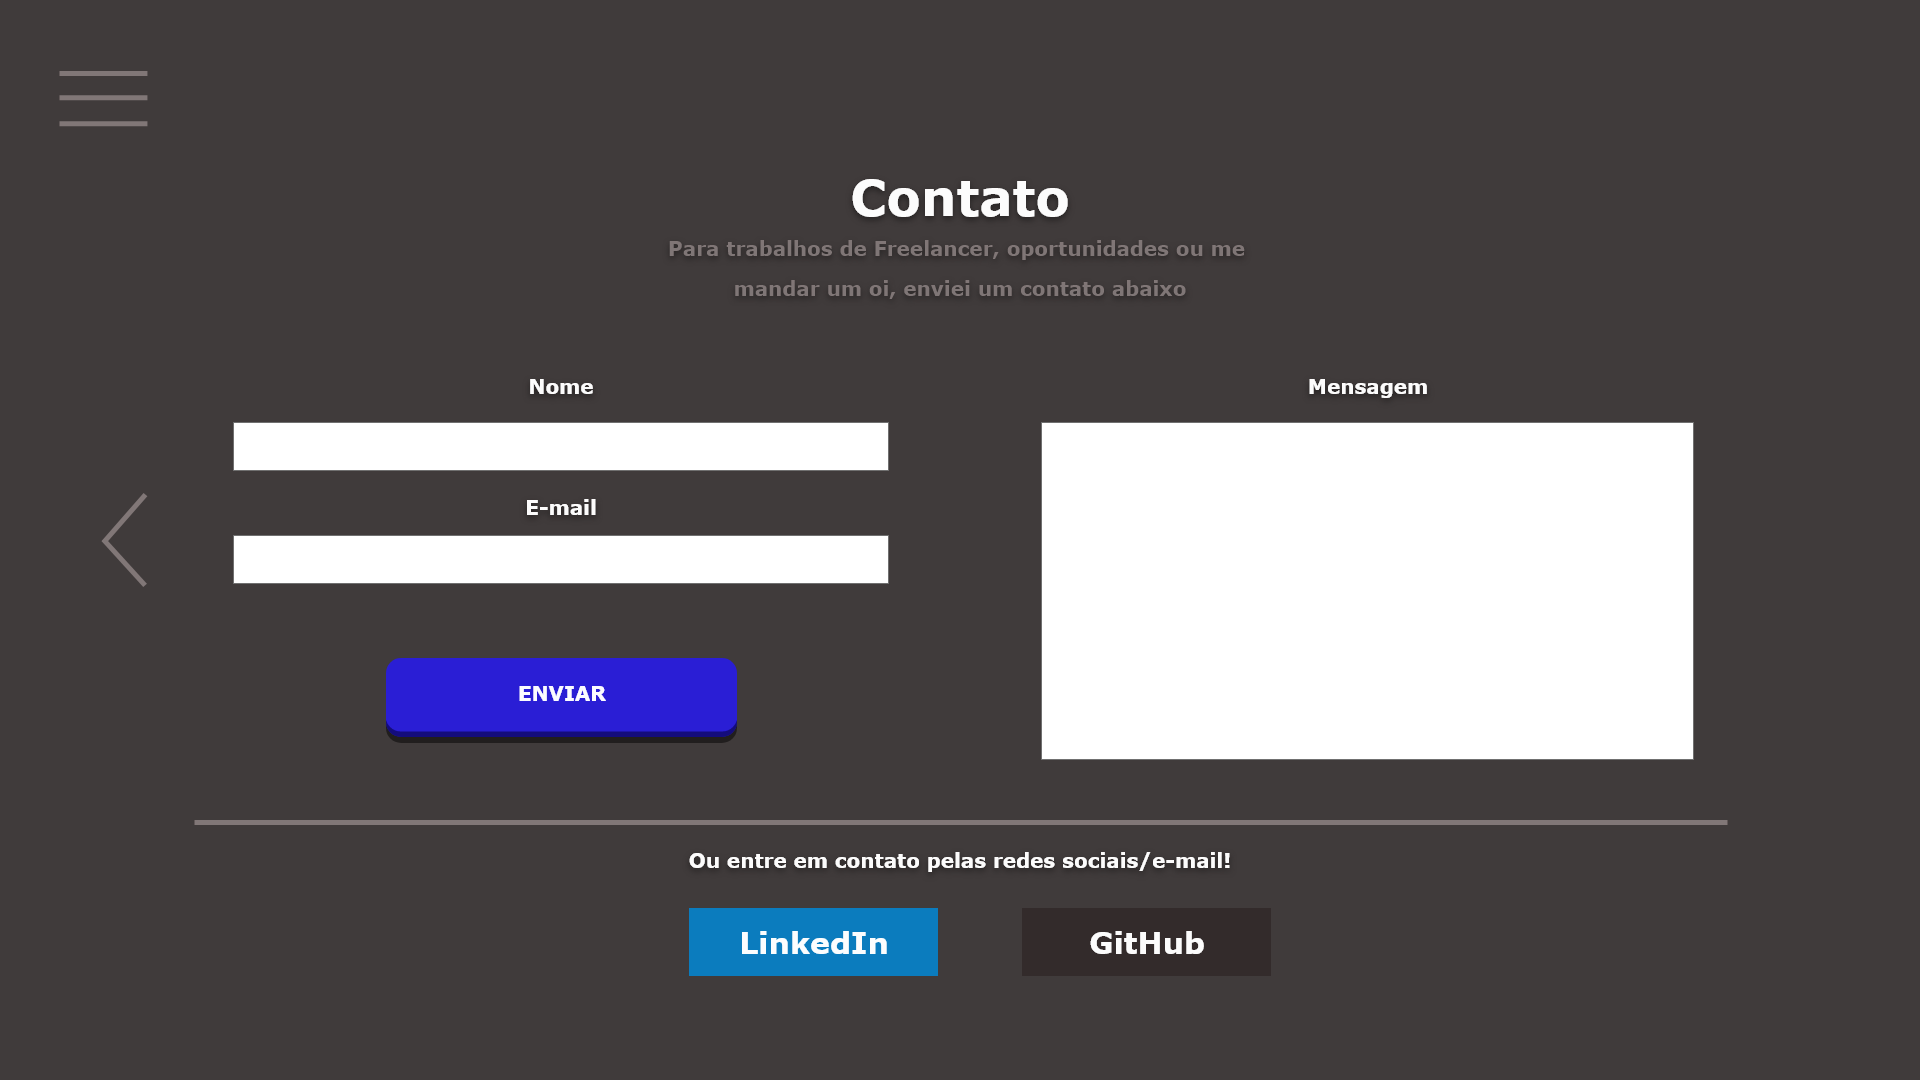 Contato
Para trabalhos de Freelancer, oportunidades ou me
mandar um oi, enviei um contato abaixo
Nome
E-mail
ENVIAR
Mensagem
Ou entre em contato pelas redes sociais/e-mail!
LinkedIn
GitHub